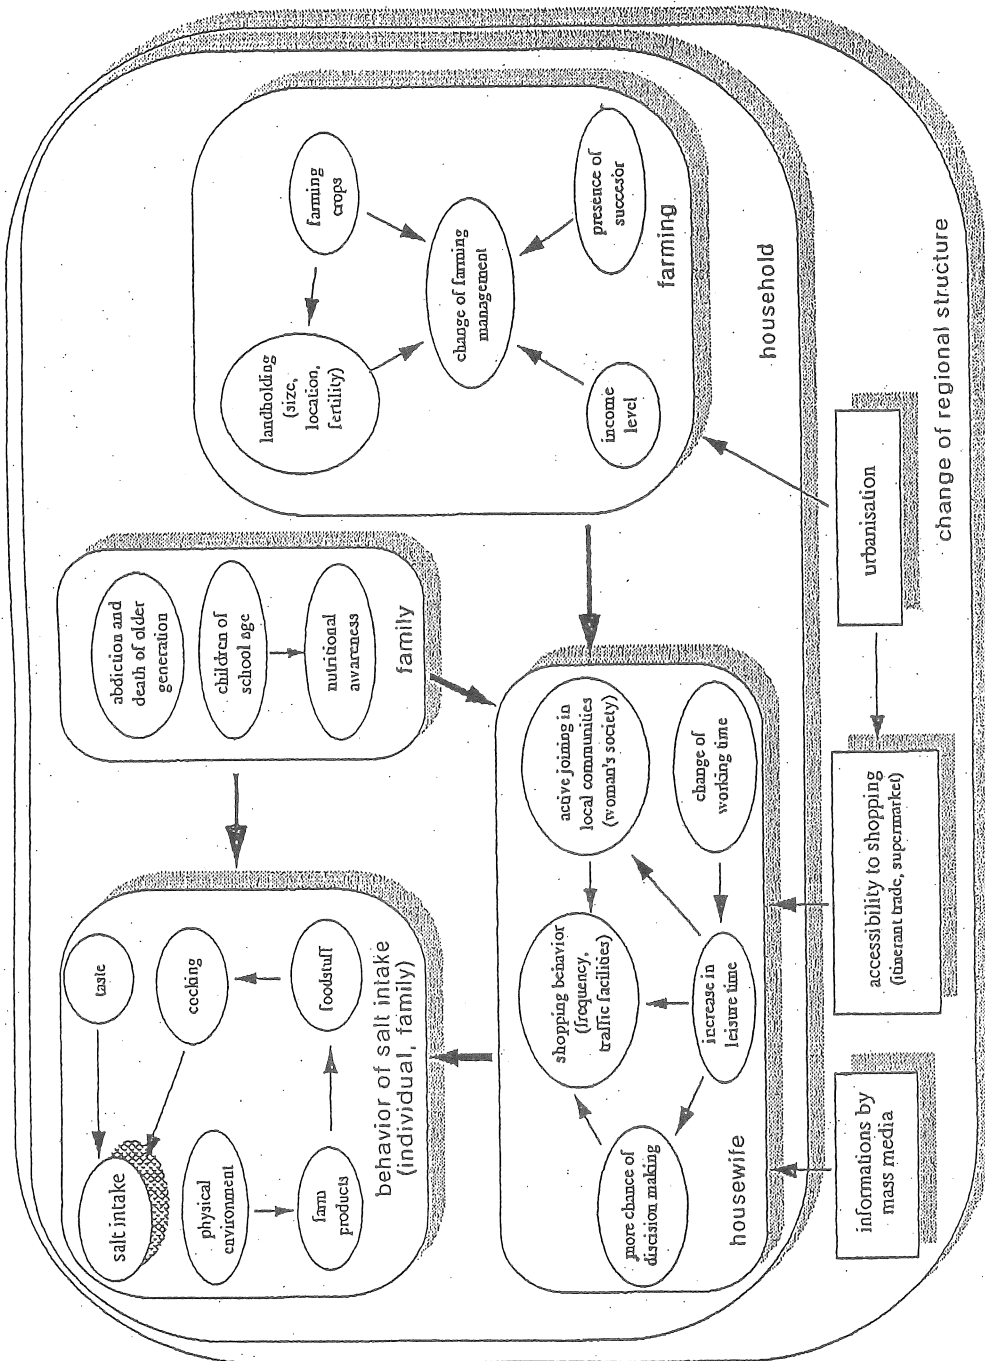 salt intake
taste
physical
environment
cocking
farm
products
foodstuff
behavior of salt intake
(individual, family)
abdiction and
death of older
generation
children of
school age
nutritional
awareness
family
landholding
(size,
location,
fertility)
farming
crops
change of farming
management
income
level
presence of
succesor
farming
more chance of
discision making
shopping behavior
(frequency,
traffic facilities)
active joining in
local communities
(woman's society)
increase in
leisure time
change of
working time
housewife
household
informations by
mass media
accessibility to shopping
(itinerant trade, supermarket)
urbanisation
change of regional structure